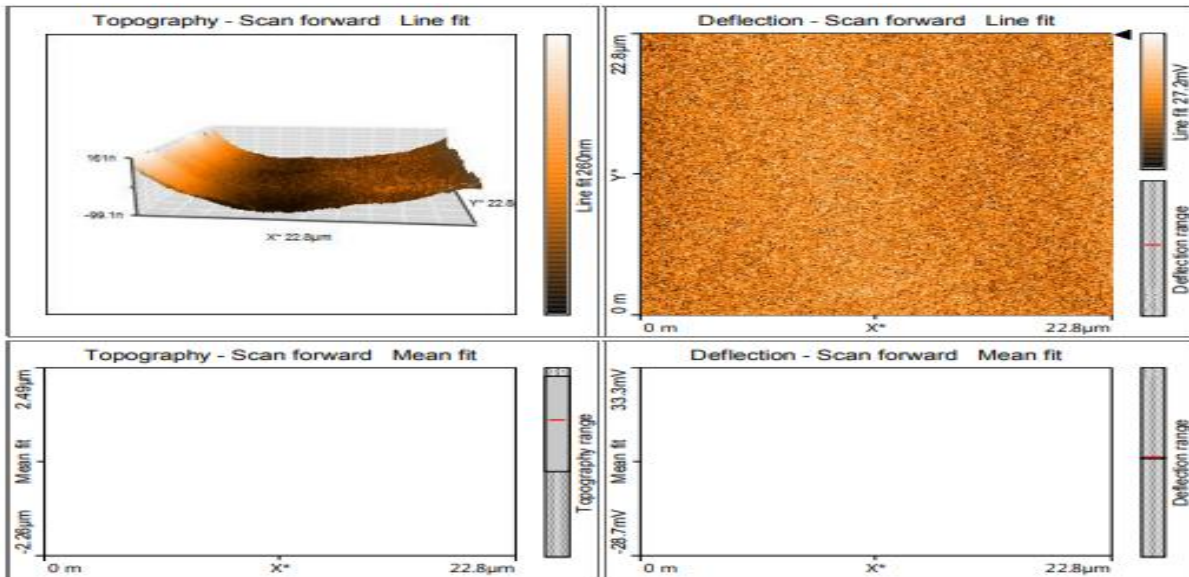 Topography - Scan forward Line fit
161n
-99.1n
X* 22.8µm
Y* 22.8
Line fit 260nm
Deflection - Scan forward Line fit
22.8µm
Y*
0 m
0 m
X*
22.8µm
Line fit 27.2mV
Deflection range
Topography - Scan forward Mean fit
2.49µm
Mean fit
-2.26µm
0 m
X*
22.8µm
Topography range
Deflection - Scan forward Mean fit
33.3mV
Mean fit
-28.7mV
0 m
X*
22.8µm
Deflection range